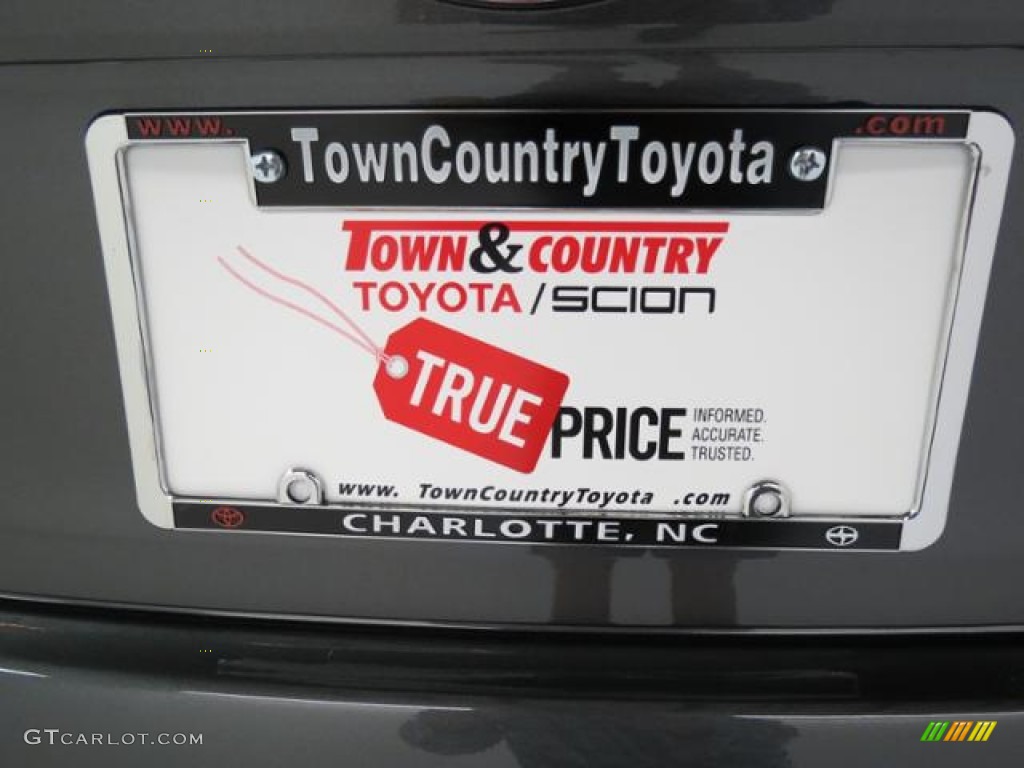 www. TownCountryToyota .com
TOWN & COUNTRY
TOYOTA / SCION
TRUE PRICE
INFORMED.
ACCURATE.
TRUSTED.
www. TownCountryToyota .com
CHARLOTTE, NC
GTCARLOT.COM